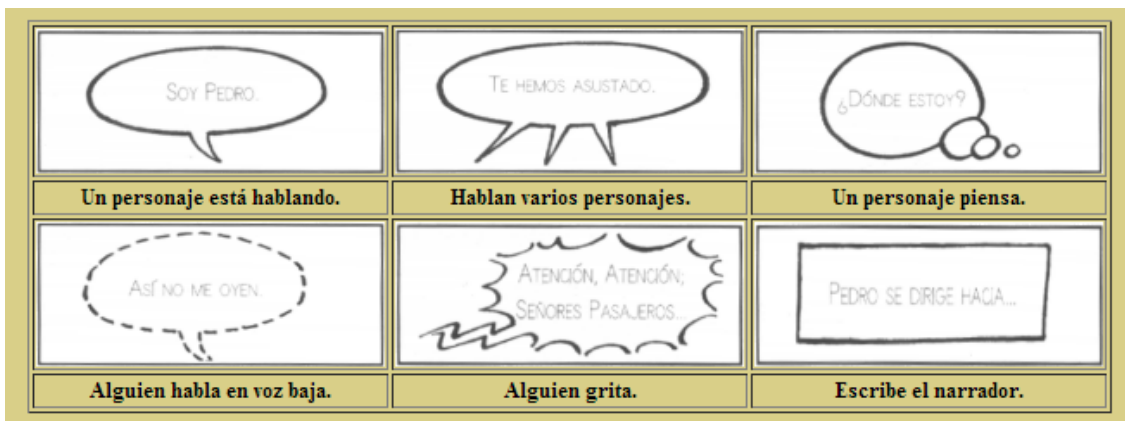 SOY PEDRO.
TE HEMOS ASUSTADO.
¿DÓNDE ESTOY?
Un personaje está hablando.
Hablan varios personajes.
Un personaje piensa.
ASÍ NO ME OYEN.
ATENCIÓN, ATENCIÓN;
SEÑORES PASAJEROS...
PEDRO SE DIRIGE HACIA...
Alguien habla en voz baja.
Alguien grita.
Escribe el narrador.